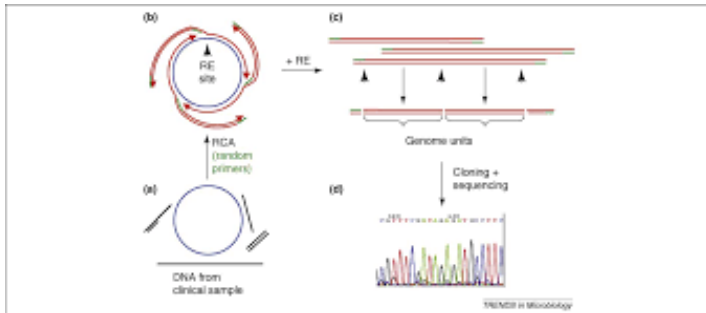 (b)
RE
site
+ RE
(c)
RCA
(random
primers)
Genome units
Cloning +
sequencing
(a)
(d)
DNA from
clinical sample
TRENDS in Microbiology